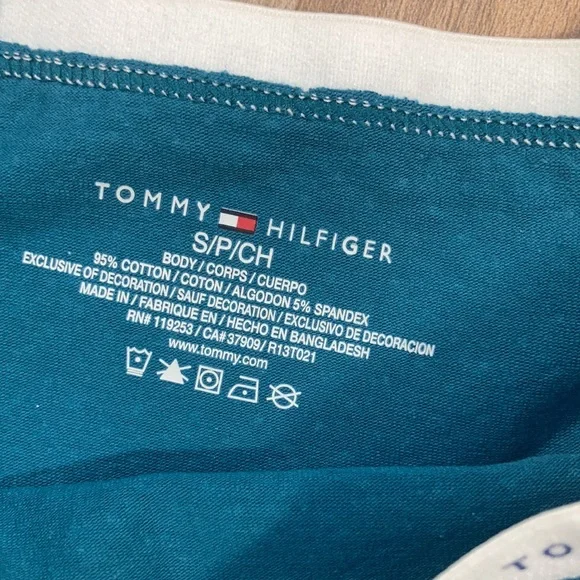 TOMMY HILFIGER
S/P/CH
BODY / CORPS / CUERPO
95% COTTON / COTON / ALGODON 5% SPANDEX
EXCLUSIVE OF DECORATION / SAUF DECORATION / EXCLUSIVO DE DECORACION
MADE IN / FABRIQUE EN / HECHO EN BANGLADESH
RN# 119253 / CA# 37909 / R13T021
www.tommy.com
TO